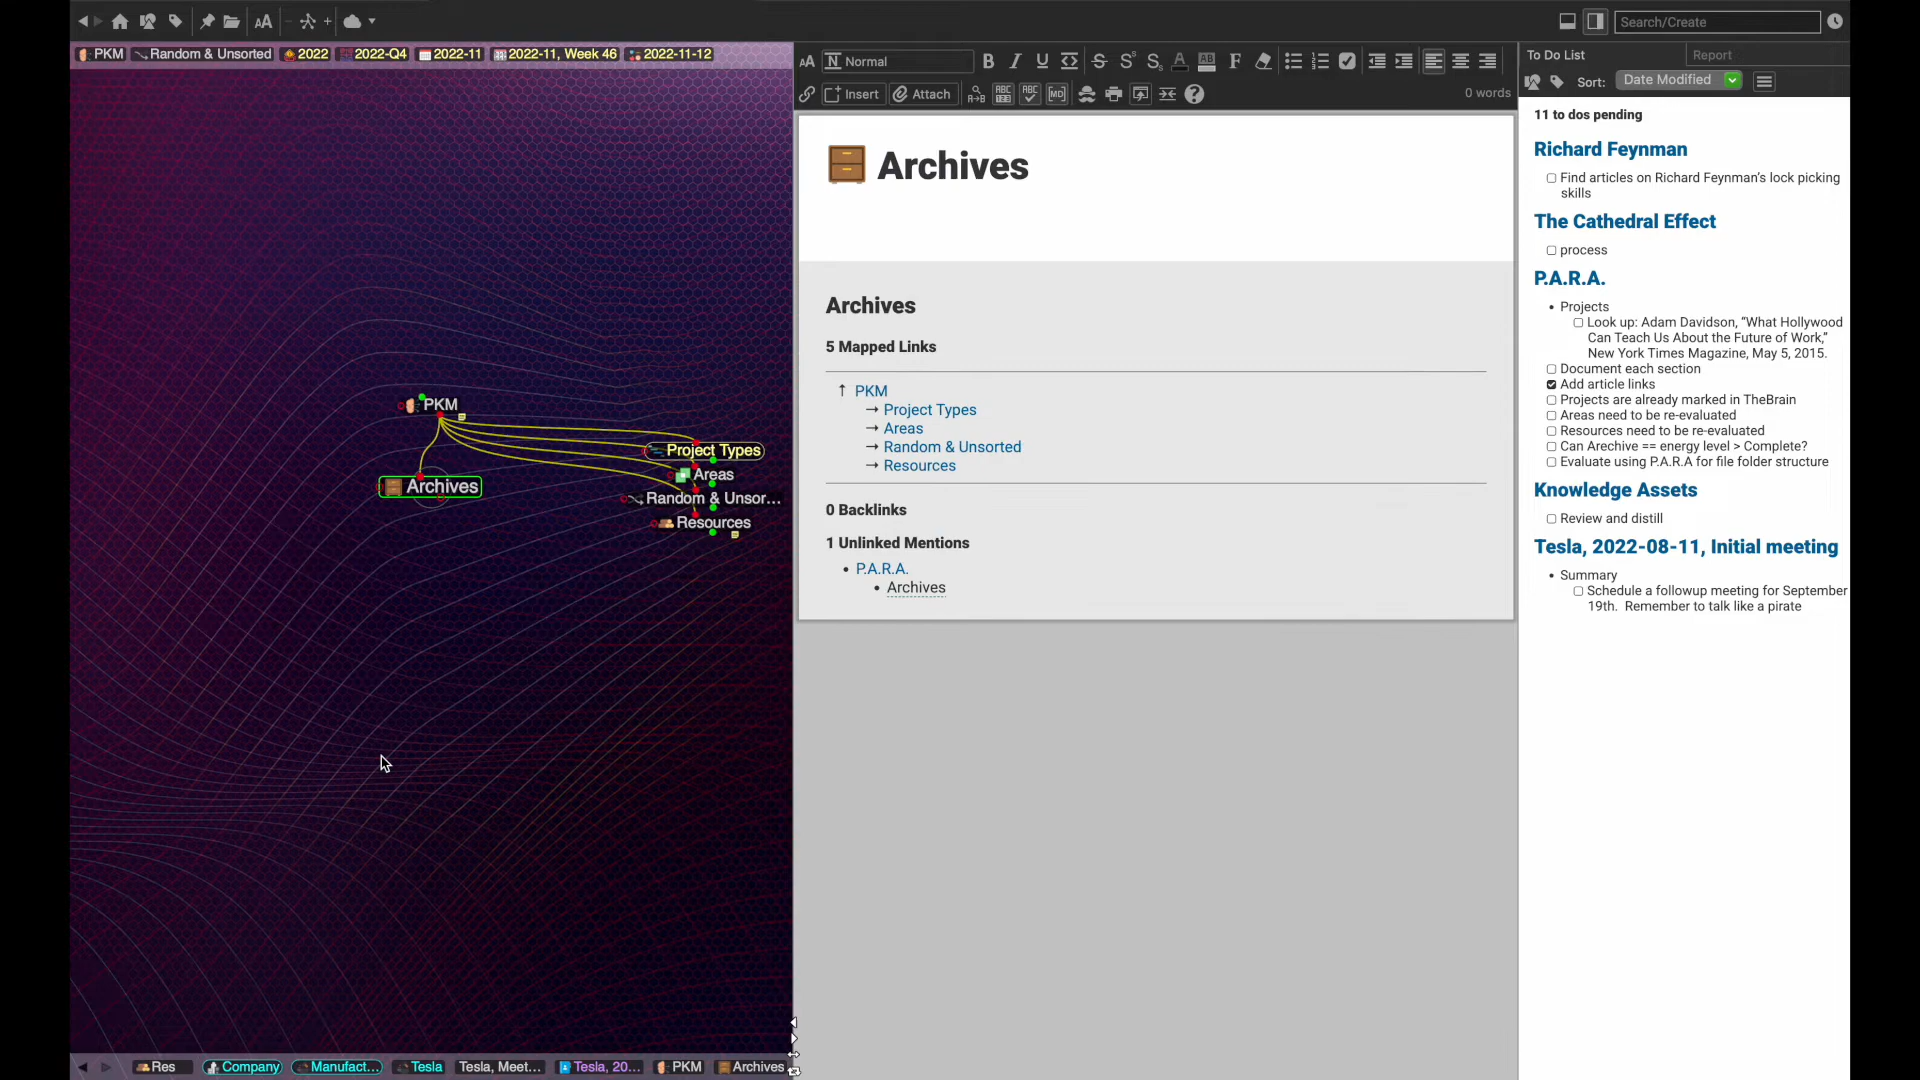 AA
Search/Create
PKM Random & Unsorted 2022 2022-Q4 2022-11 2022-11, Week 46 2022-11-12
AA N Normal B I U S S S A AB F
Insert Attach MD ? 0 words
To Do List Report
Sort: Date Modified
11 to dos pending
Richard Feynman
Find articles on Richard Feynman's lock picking
skills
The Cathedral Effect
process
P.A.R.A.
• Projects
Look up: Adam Davidson, “What Hollywood
Can Teach Us About the Future of Work,”
New York Times Magazine, May 5, 2015.
Document each section
Add article links
Projects are already marked in TheBrain
Areas need to be re-evaluated
Resources need to be re-evaluated
Can Arechive == energy level > Complete?
Evaluate using P.A.R.A for file folder structure
Knowledge Assets
Review and distill
Tesla, 2022-08-11, Initial meeting
• Summary
Schedule a followup meeting for September
19th. Remember to talk like a pirate
Archives
Archives
5 Mapped Links
↑ PKM
→ Project Types
→ Areas
→ Random & Unsorted
→ Resources
0 Backlinks
1 Unlinked Mentions
• P.A.R.A.
• Archives
PKM
Archives
Project Types
Areas
Random & Unsor...
Resources
Res Company Manufact... Tesla Tesla, Meet... Tesla, 20... PKM Archives